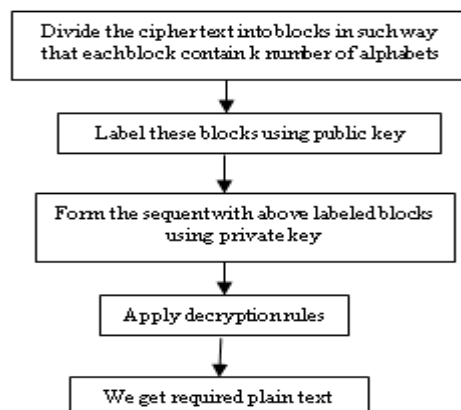 Divide the cipher text into blocks in such way
that each block contain k number of alphabets
Label these blocks using public key
Form the sequent with above labeled blocks
using private key
Apply decryption rules
We get required plain text